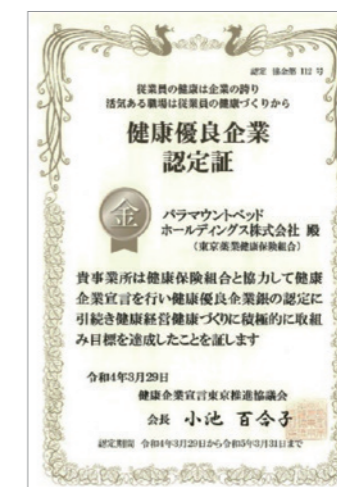 認定 協会第 112 号
従業員の健康は企業の誇り
活気ある職場は従業員の健康づくりから
健康優良企業
認定証
金
パラマウントベッド
ホールディングス株式会社 殿
(東京薬業健康保険組合)
貴事業所は健康保険組合と協力して健康
企業宣言を行い健康優良企業銀の認定に
引続き健康経営健康づくりに積極的に取組
み目標を達成したことを証します
令和4年3月29日
健康企業宣言東京推進協議会
会長 小池 百合子
認定期間 令和4年3月29日から令和5年3月31日まで